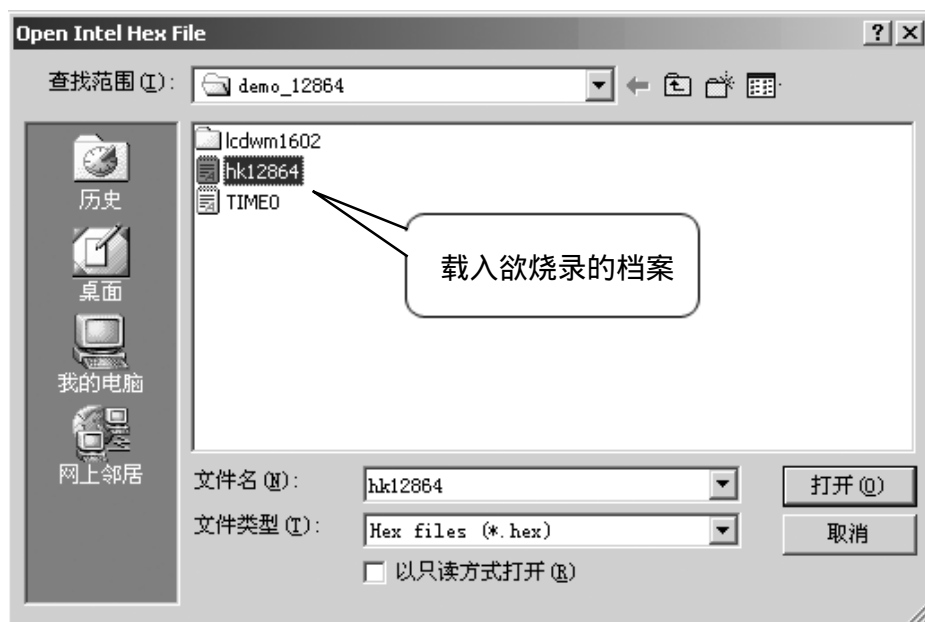 Open Intel Hex File
查找范围(I):
demo_12864
历史
桌面
我的电脑
网上邻居
lcdwm1602
hk12864
TIME0
载入欲烧录的档案
文件名(N):
hk12864
打开(O)
文件类型(T):
Hex files (*.hex)
取消
以只读方式打开(R)